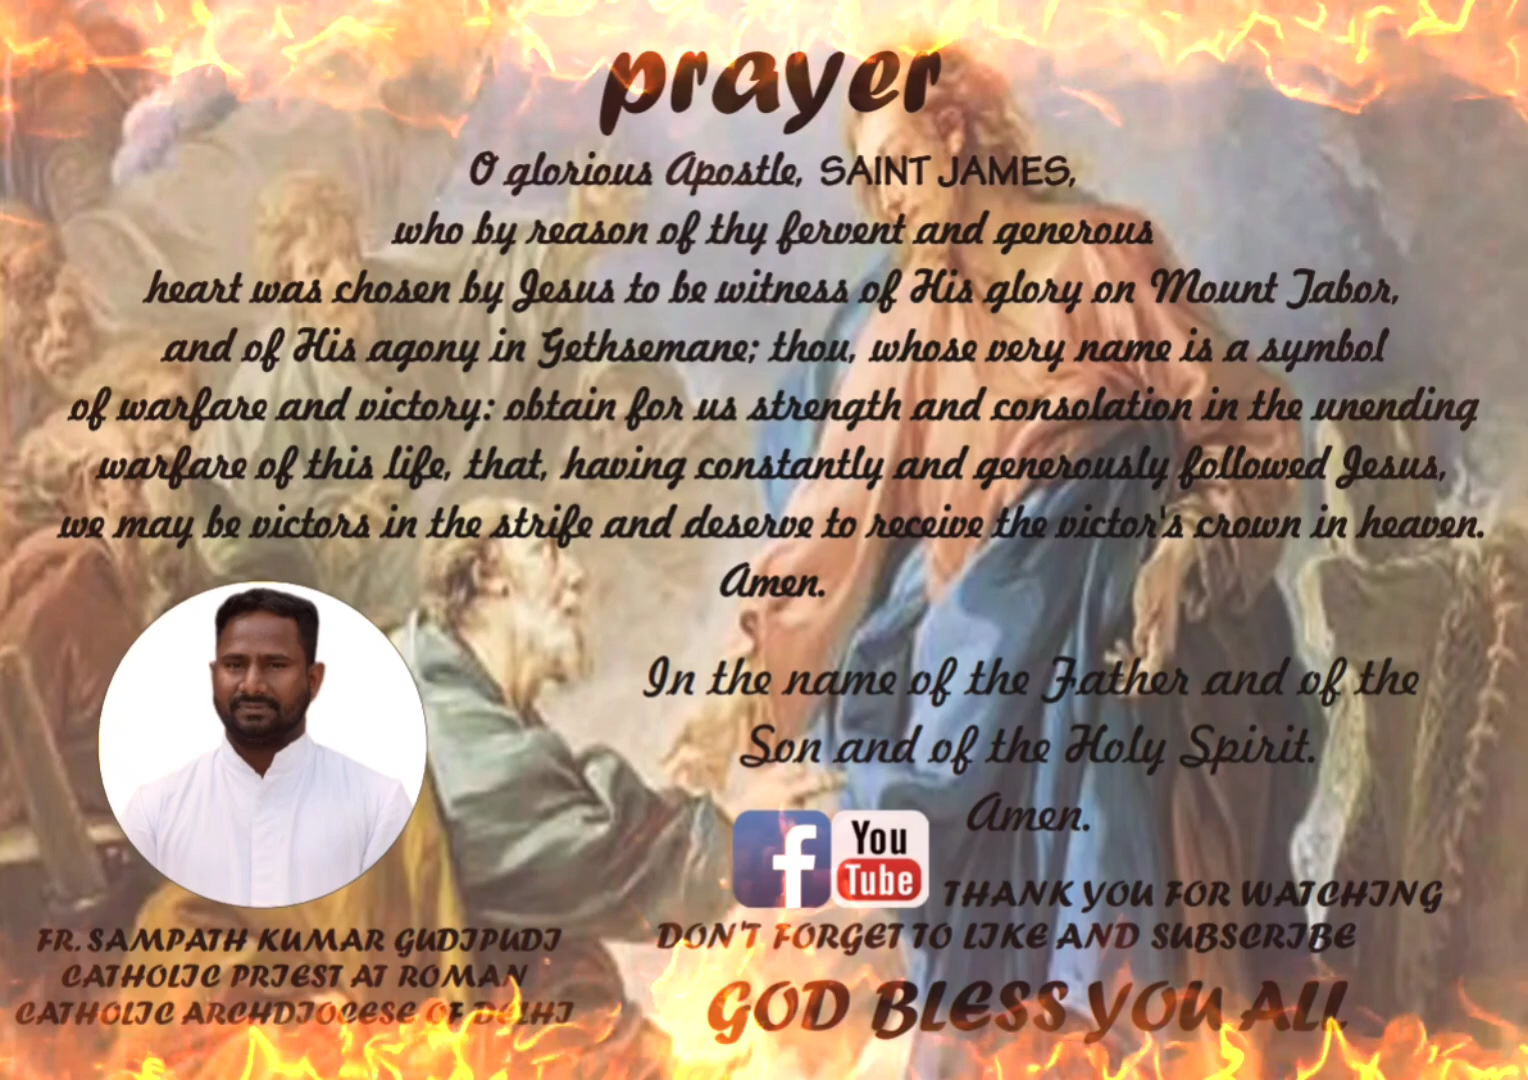 prayer
O glorious Apostle, SAINT JAMES,
who by reason of thy fervent and generous
heart was chosen by Jesus to be witness of His glory on Mount Tabor,
and of His agony in Gethsemane; thou, whose very name is a symbol
of warfare and victory: obtain for us strength and consolation in the unending
warfare of this life, that, having constantly and generously followed Jesus,
we may be victors in the strife and deserve to receive the victor's crown in heaven.
Amen.
In the name of the Father and of the
Son and of the Holy Spirit.
Amen.
f You
Tube
THANK YOU FOR WATCHING
DON'T FORGET TO LIKE AND SUBSCRIBE
GOD BLESS YOU ALL
FR. SAMPATH KUMAR GUDIPUDI
CATHOLIC PRIEST AT ROMAN
CATHOLIC ARCHDIOCESE OF DELHI